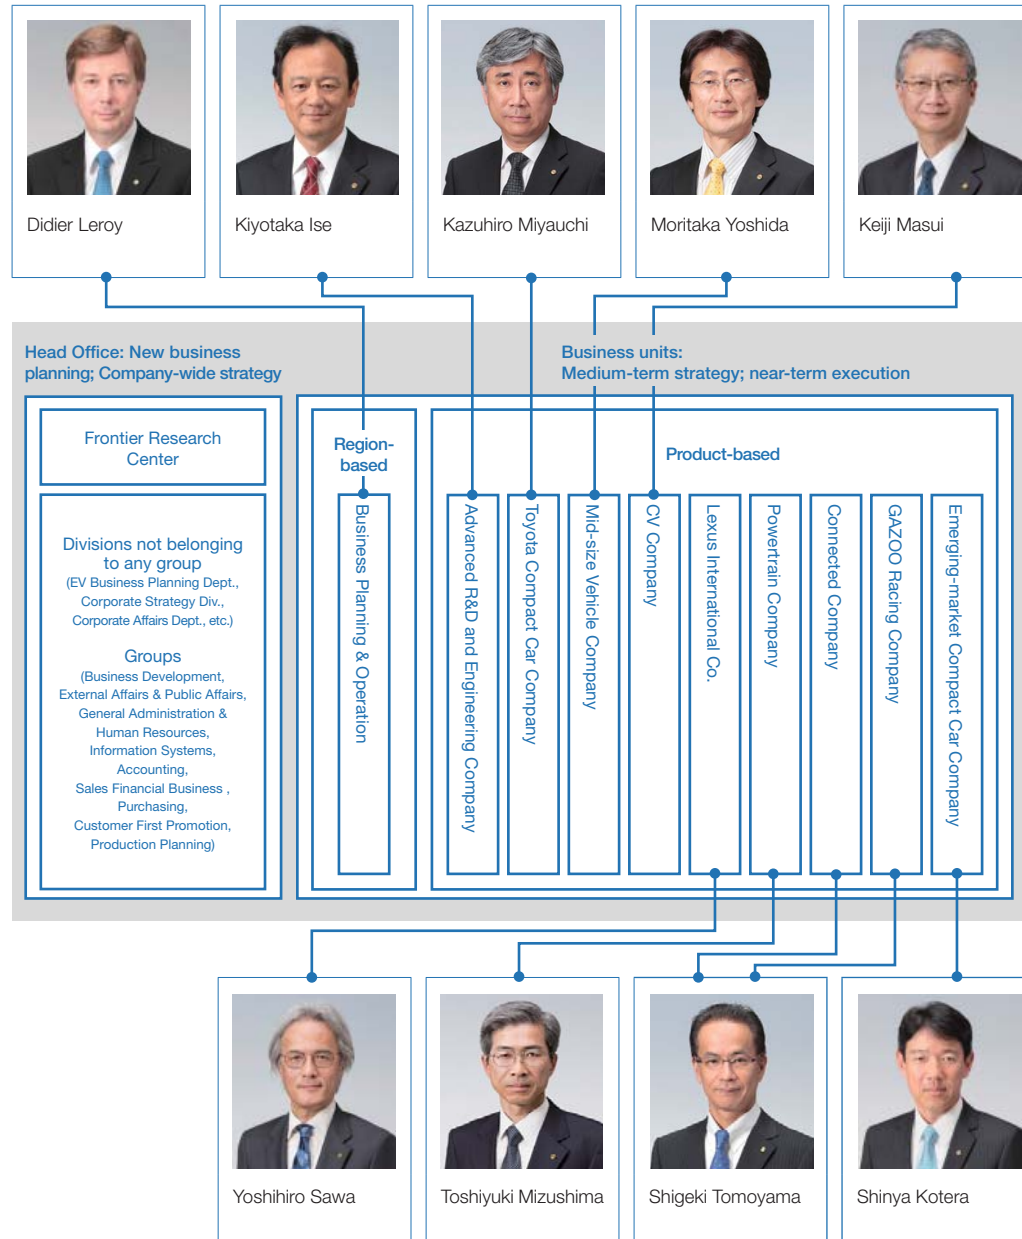 Didier Leroy
Kiyotaka Ise
Kazuhiro Miyauchi
Moritaka Yoshida
Keiji Masui
Head Office: New business
planning; Company-wide strategy
Business units:
Medium-term strategy; near-term execution
Frontier Research
Center
Divisions not belonging
to any group
(EV Business Planning Dept.,
Corporate Strategy Div.,
Corporate Affairs Dept., etc.)
Groups
(Business Development,
External Affairs & Public Affairs,
General Administration &
Human Resources,
Information Systems,
Accounting,
Sales Financial Business ,
Purchasing,
Customer First Promotion,
Production Planning)
Region-
based
Business Planning & Operation
Product-based
Advanced R&D and Engineering Company
Toyota Compact Car Company
Mid-size Vehicle Company
CV Company
Lexus International Co.
Powertrain Company
Connected Company
GAZOO Racing Company
Emerging-market Compact Car Company
Yoshihiro Sawa
Toshiyuki Mizushima
Shigeki Tomoyama
Shinya Kotera